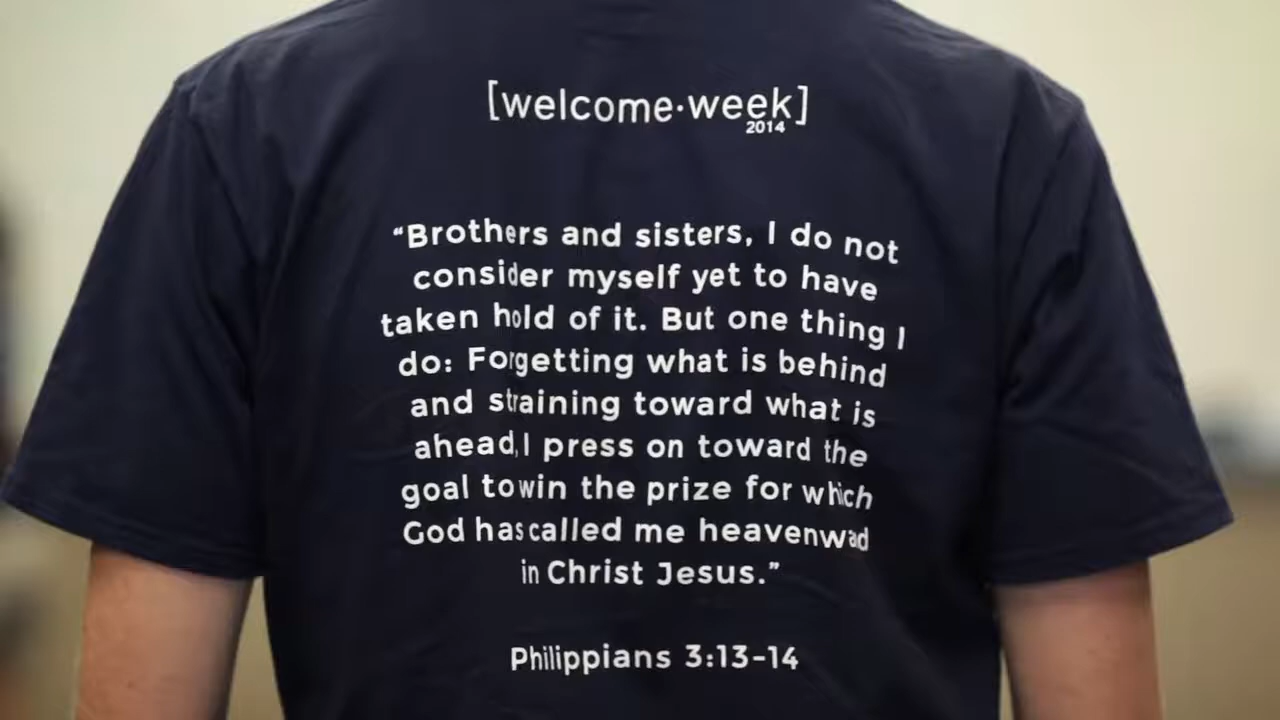 [welcome·week]
2014
“Brothers and sisters, I do not
consider myself yet to have
taken hold of it. But one thing I
do: Forgetting what is behind
and straining toward what is
ahead, I press on toward the
goal to win the prize for which
God has called me heavenwad
in Christ Jesus.”
Philippians 3:13-14